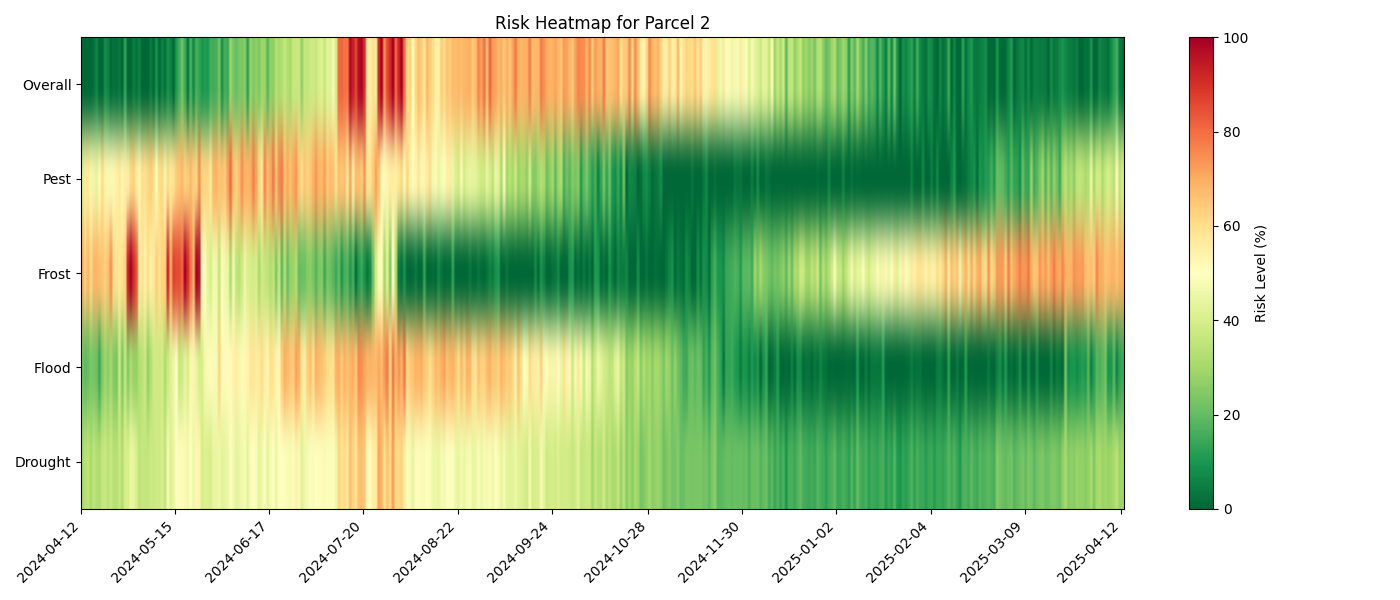 Risk Heatmap for Parcel 2
Overall
Pest
Frost
Flood
Drought
2024-04-12
2024-05-15
2024-06-17
2024-07-20
2024-08-22
2024-09-24
2024-10-28
2024-11-30
2025-01-02
2025-02-04
2025-03-09
2025-04-12
100
80
60
40
20
0
Risk Level (%)